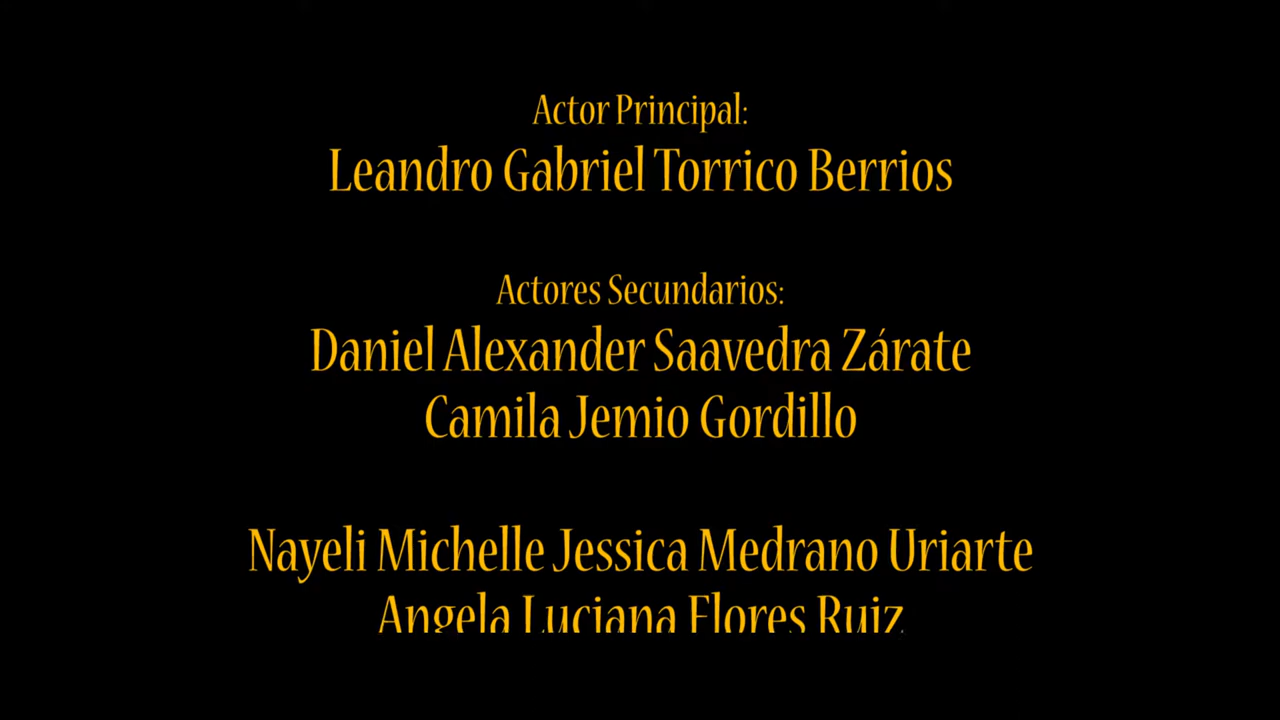 Actor Principal:
Leandro Gabriel Torrico Berrios
Actores Secundarios:
Daniel Alexander Saavedra Zárate
Camila Jemio Gordillo
Nayeli Michelle Jessica Medrano Uriarte
Angela Luciana Flores Ruiz